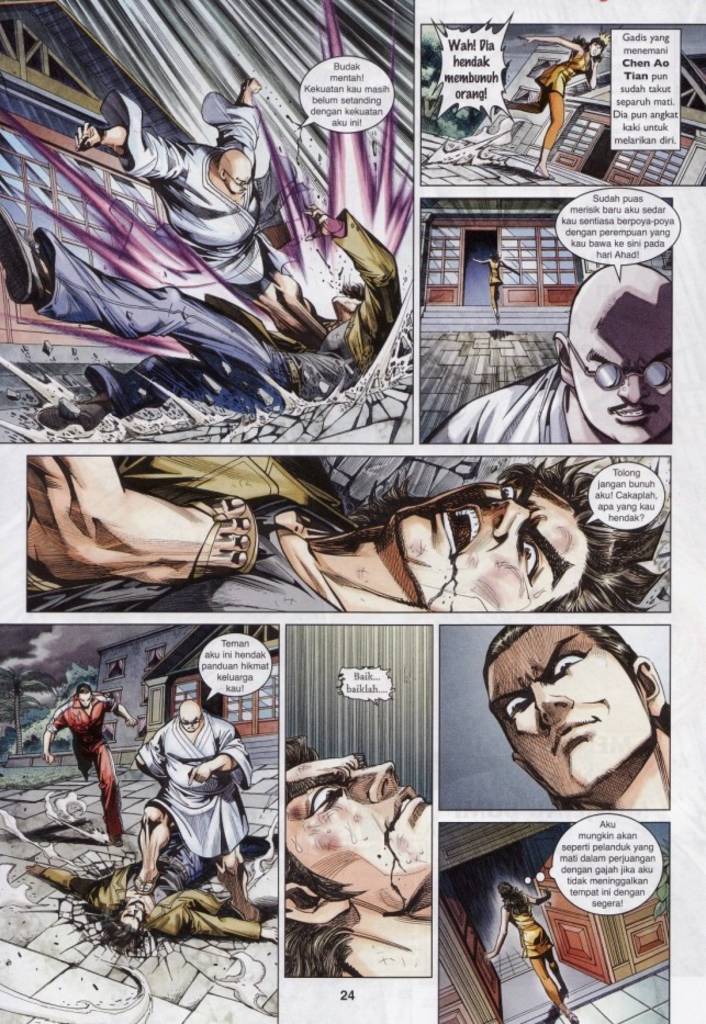 Budak
mentah!
Kekuatan kau masih
belum setanding
dengan kekuatan
aku ini!
Wah! Dia
hendak
membunuh
orang!
Gadis yang
menemani
Chen Ao
Tian pun
sudah takut
separuh mati.
Dia pun angkat
kaki untuk
melarikan diri.
Sudah puas
merisik baru aku sedar
kau sentiasa berpoya-poya
dengan perempuan yang
kau bawa ke sini pada
hari Ahad!
Tolong
jangan bunuh
aku! Cakaplah,
apa yang kau
hendak?
Teman
aku ini hendak
panduan hikmat
keluarga
kau!
Baik...
baiklah....
Aku
mungkin akan
seperti pelanduk yang
mati dalam perjuangan
dengan gajah jika aku
tidak meninggalkan
tempat ini dengan
segera!
24